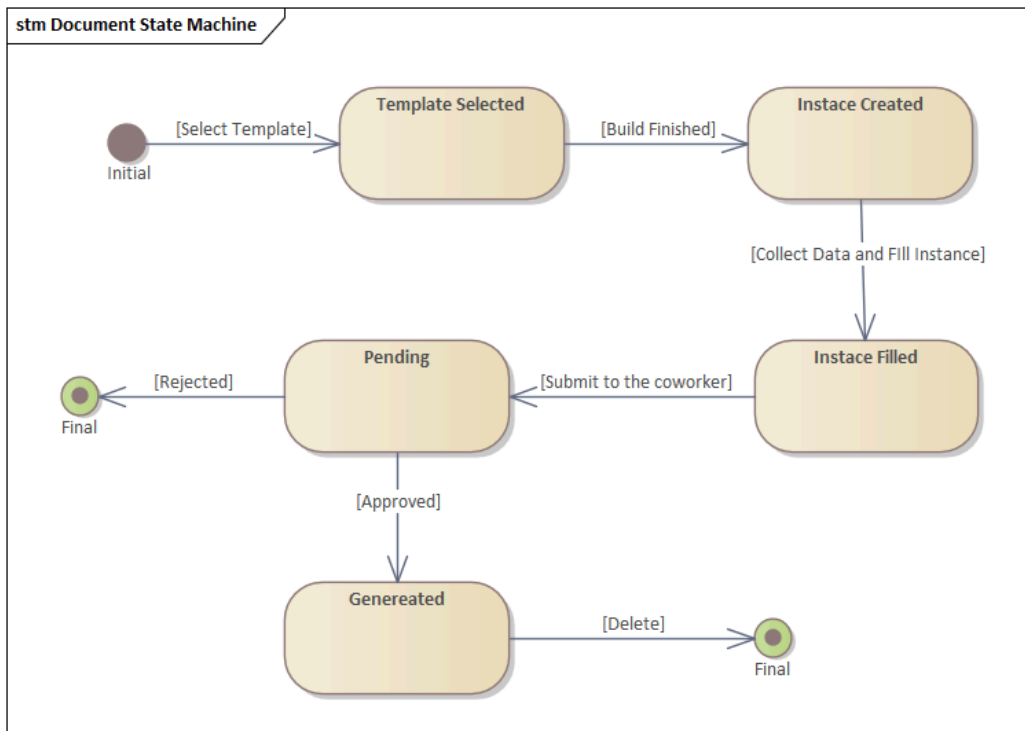 stm Document State Machine
Template Selected
Instace Created
[Select Template]
[Build Finished]
Initial
[Collect Data and FIll Instance]
Pending
Instace Filled
[Rejected]
[Submit to the coworker]
Final
[Approved]
Genereated
[Delete]
Final